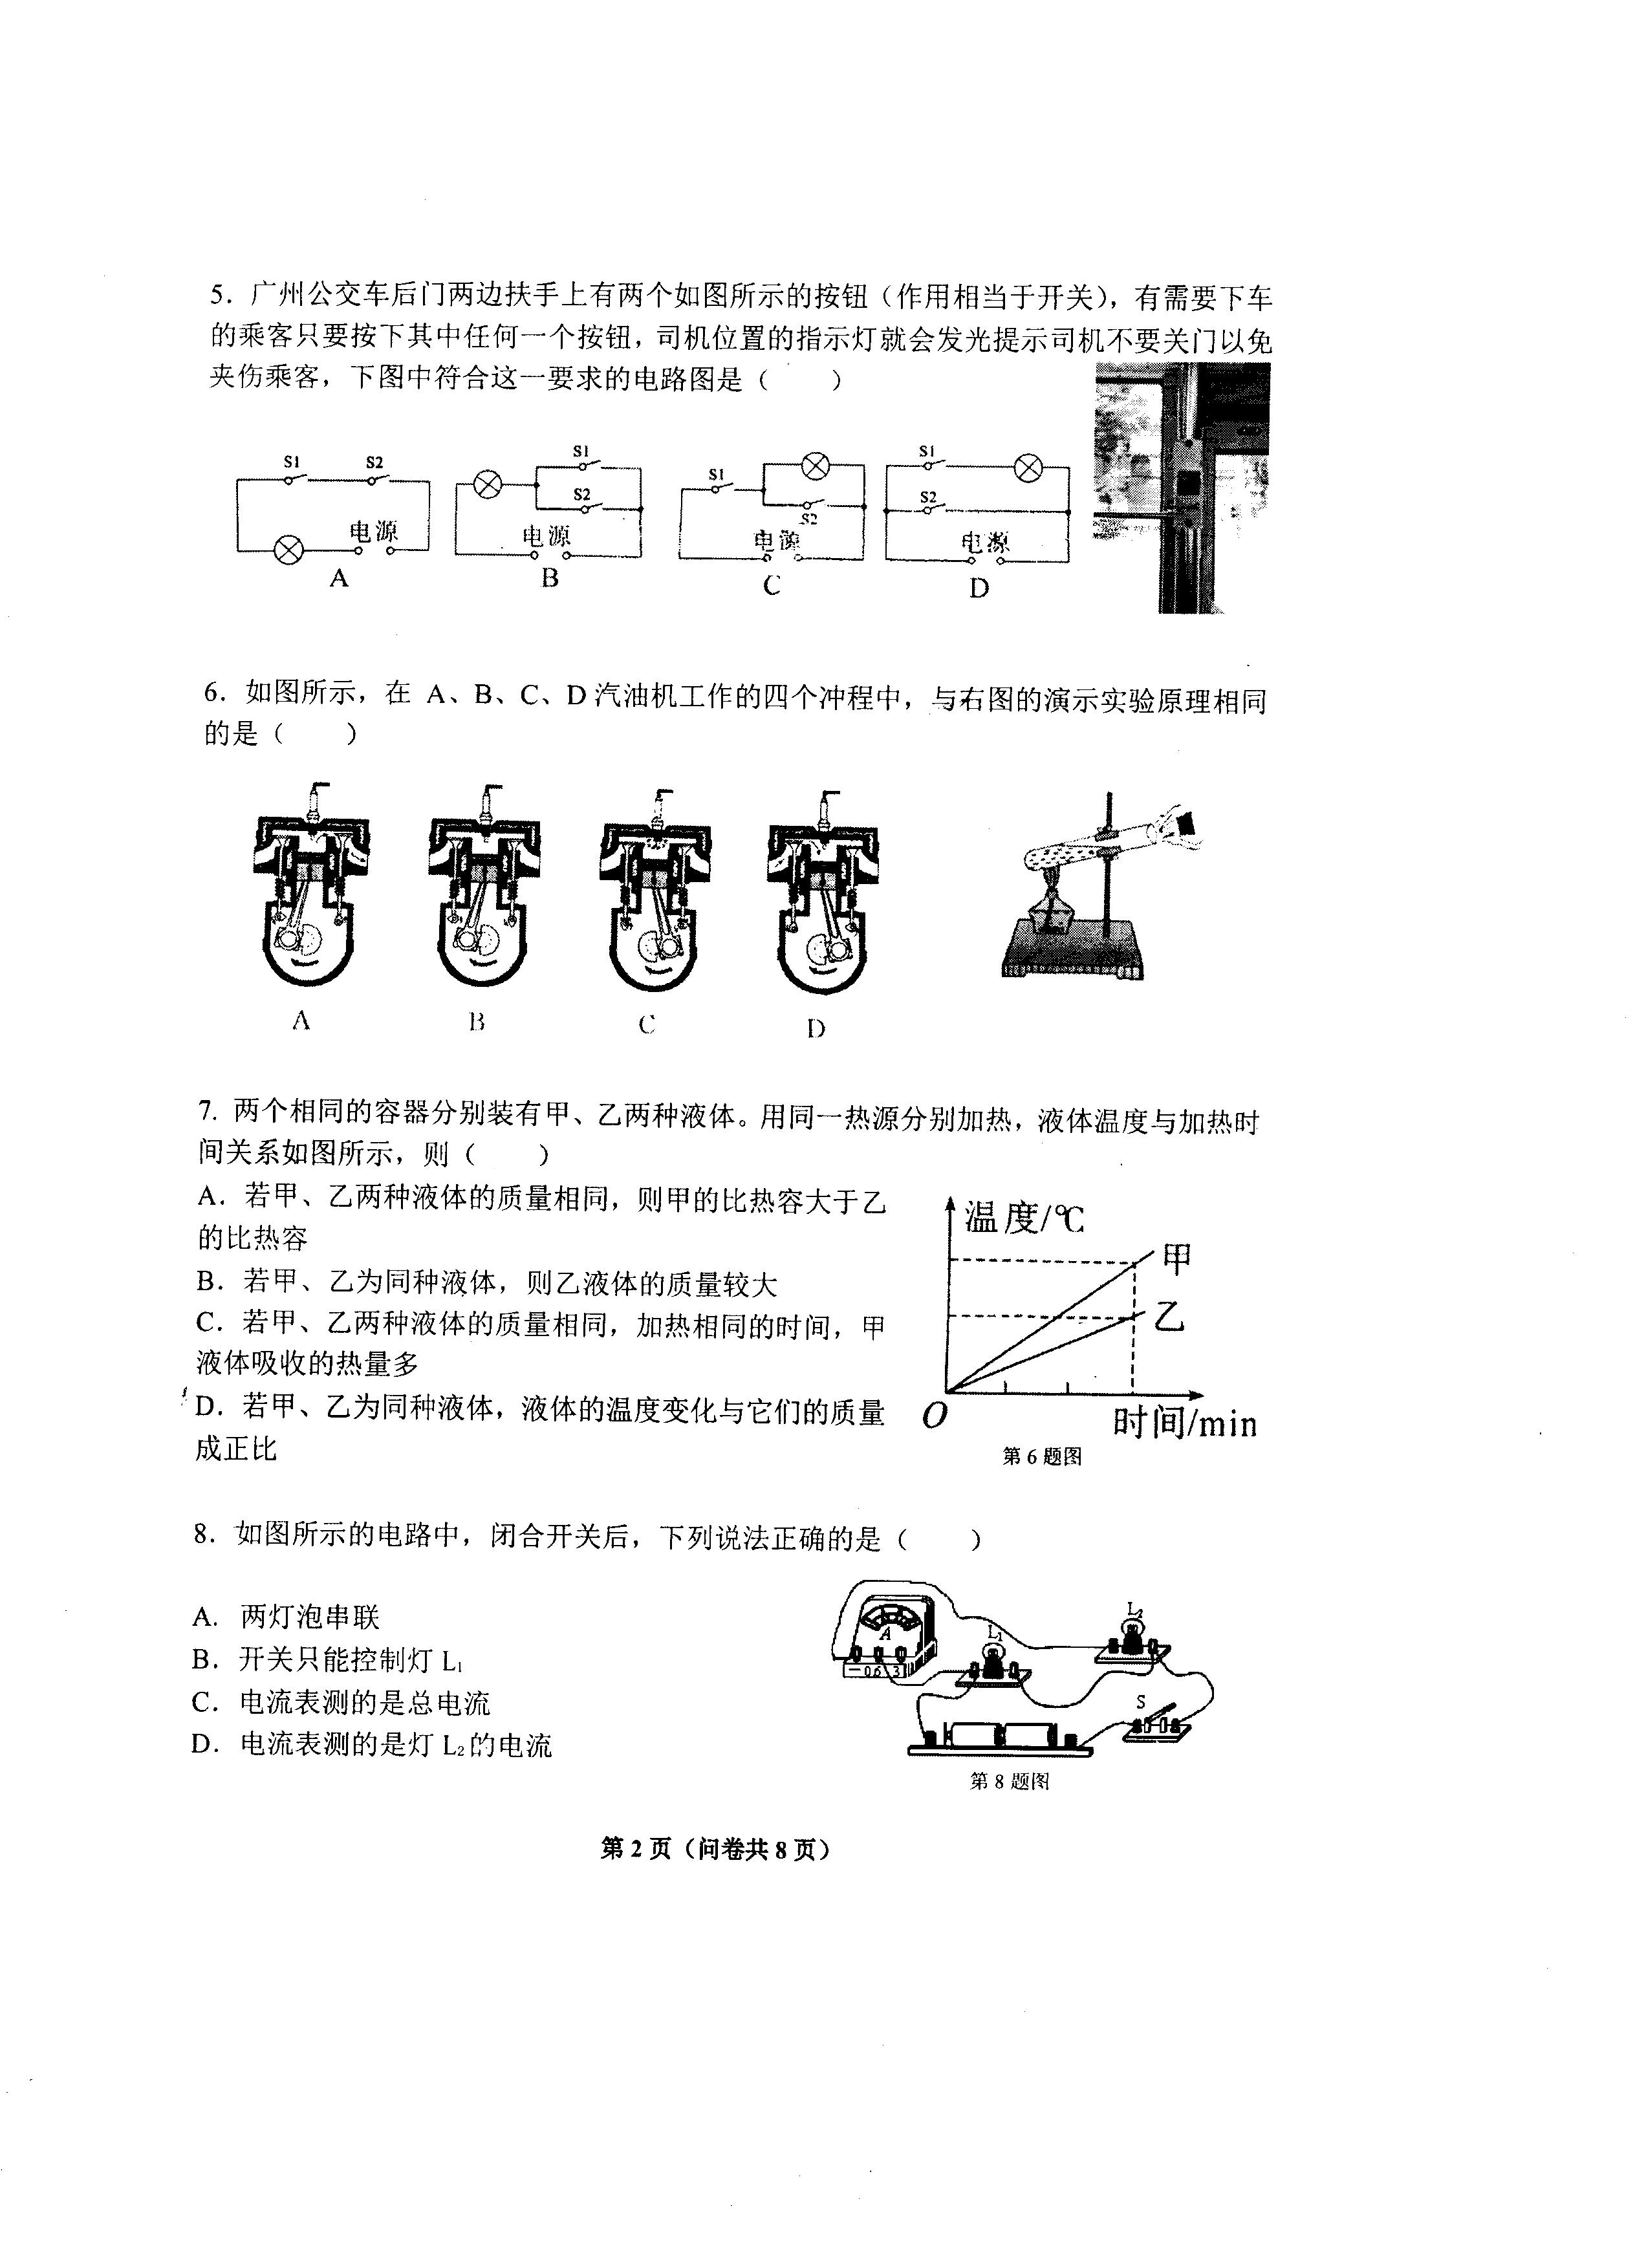 5．广州公交车后门两边扶手上有两个如图所示的按钮（作用相当于开关），有需要下车
的乘客只要按下其中任何一个按钮，司机位置的指示灯就会发光提示司机不要关门以免
夹伤乘客，下图中符合这一要求的电路图是（　　）
S1 S2 电源 A
S1 S2 电源 B
S1 S2 电源 C
S1 S2 电源 D
6．如图所示，在 A、B、C、D 汽油机工作的四个冲程中，与右图的演示实验原理相同
的是（　　）
A B C D
7. 两个相同的容器分别装有甲、乙两种液体。用同一热源分别加热，液体温度与加热时
间关系如图所示，则（　　）
A．若甲、乙两种液体的质量相同，则甲的比热容大于乙
的比热容
B．若甲、乙为同种液体，则乙液体的质量较大
C．若甲、乙两种液体的质量相同，加热相同的时间，甲
液体吸收的热量多
D．若甲、乙为同种液体，液体的温度变化与它们的质量
成正比
温度/℃
甲
乙
O
时间/min
第 6 题图
8．如图所示的电路中，闭合开关后，下列说法正确的是（　　）
A．两灯泡串联
B．开关只能控制灯 L₁
C．电流表测的是总电流
D．电流表测的是灯 L₂的电流
A
－ 0.6 3
L₁
L₂
S
第 8 题图
第 2 页（问卷共 8 页）